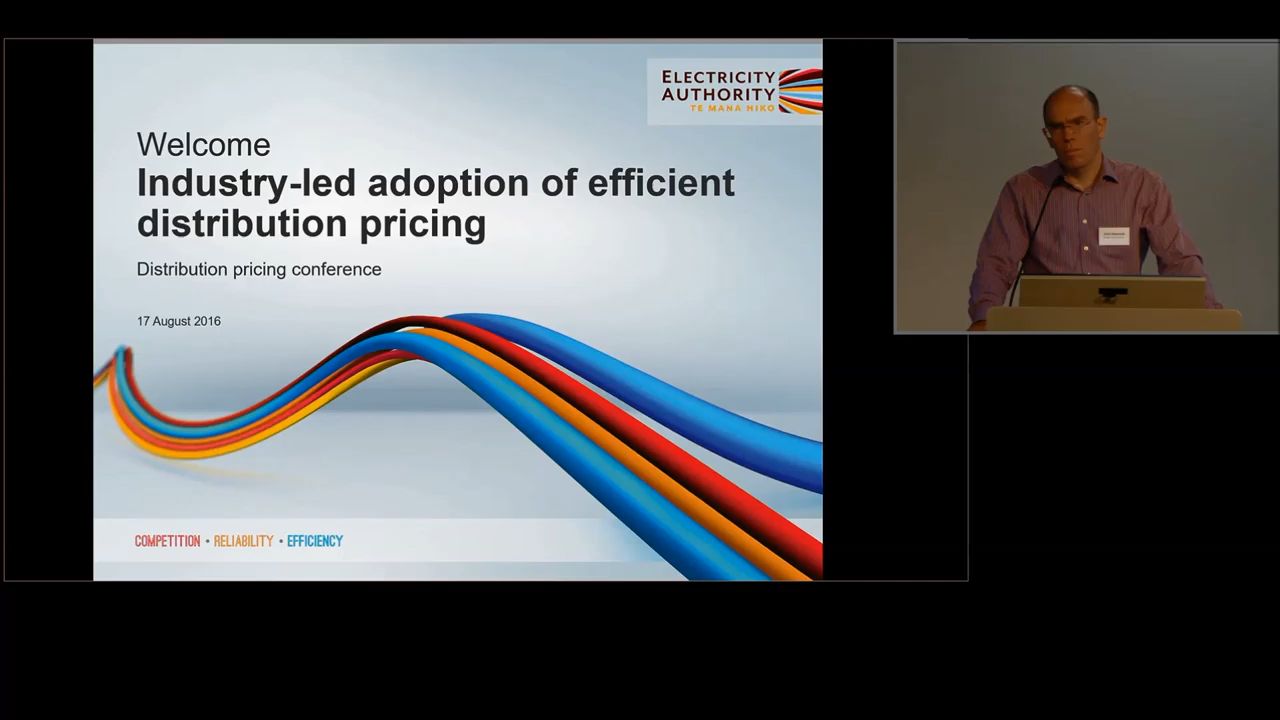 ELECTRICITY
AUTHORITY
TE MANA HIKO
Welcome
Industry-led adoption of efficient
distribution pricing
Distribution pricing conference
17 August 2016
COMPETITION • RELIABILITY • EFFICIENCY